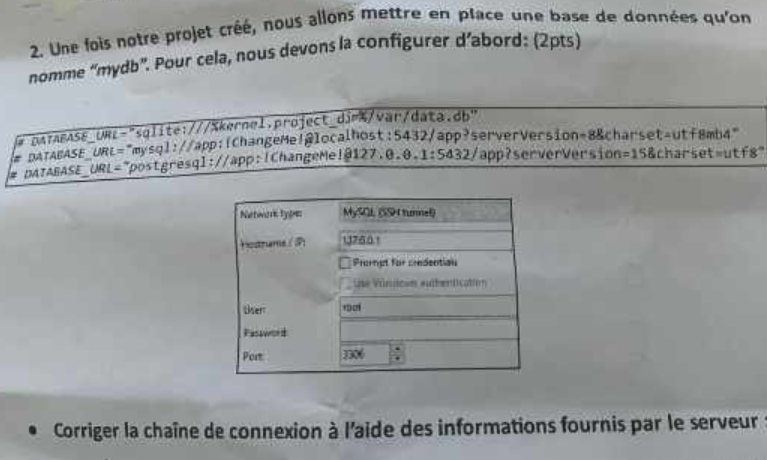 2. Une fois notre projet créé, nous allons mettre en place une base de données qu'on
nomme "mydb". Pour cela, nous devons la configurer d'abord: (2pts)
# DATABASE_URL="sqlite:///%kernel.project_dir%/var/data.db"
# DATABASE_URL="mysql://app:!ChangeMe!@localhost:5432/app?serverVersion=8&charset=utf8mb4"
# DATABASE_URL="postgresql://app:!ChangeMe!@127.0.0.1:5432/app?serverVersion=15&charset=utf8"
Network type: MySQL (SSH tunnel)
Hostname / IP: 127.0.0.1
Prompt for credentials
Use Windows authentication
User: root
Password:
Port: 3306
• Corriger la chaîne de connexion à l'aide des informations fournis par le serveur :